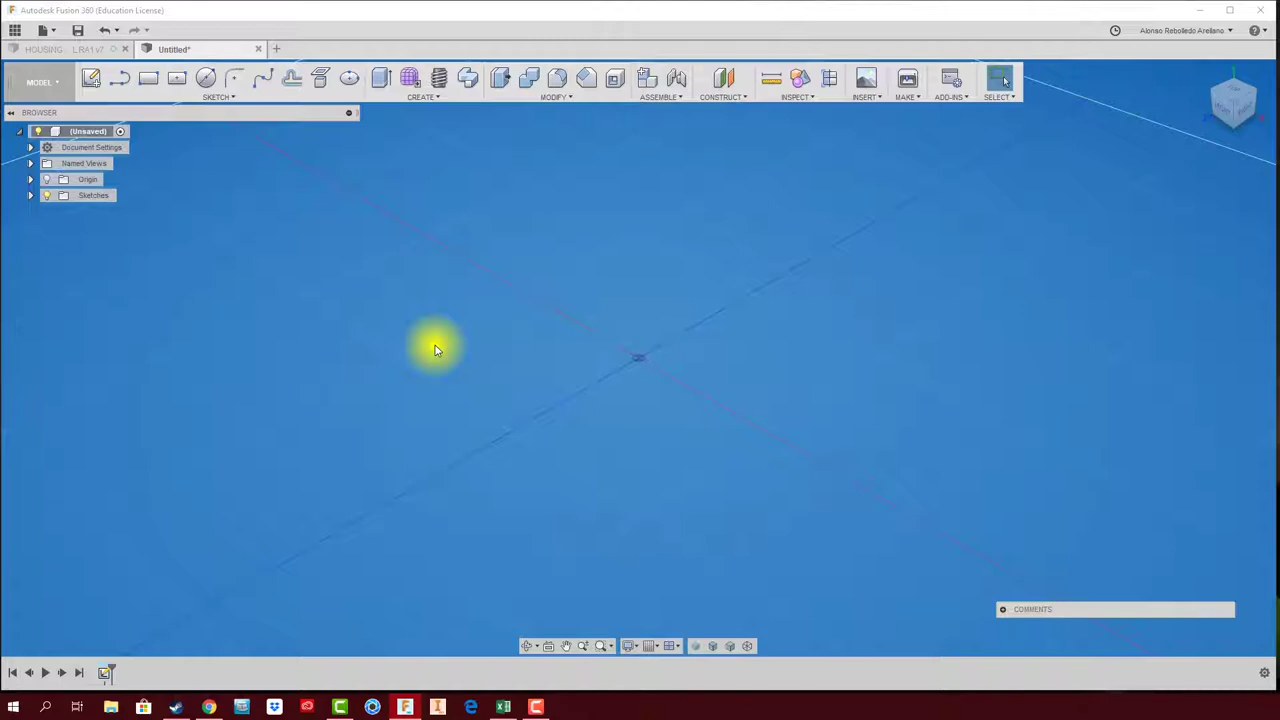 Autodesk Fusion 360 (Education License)
Alonso Rebolledo Arellano
Untitled*
MODEL
SKETCH
CREATE
MODIFY
ASSEMBLE
CONSTRUCT
INSPECT
INSERT
MAKE
ADD-INS
SELECT
BROWSER
(Unsaved)
Document Settings
Named Views
Origin
Sketches
COMMENTS